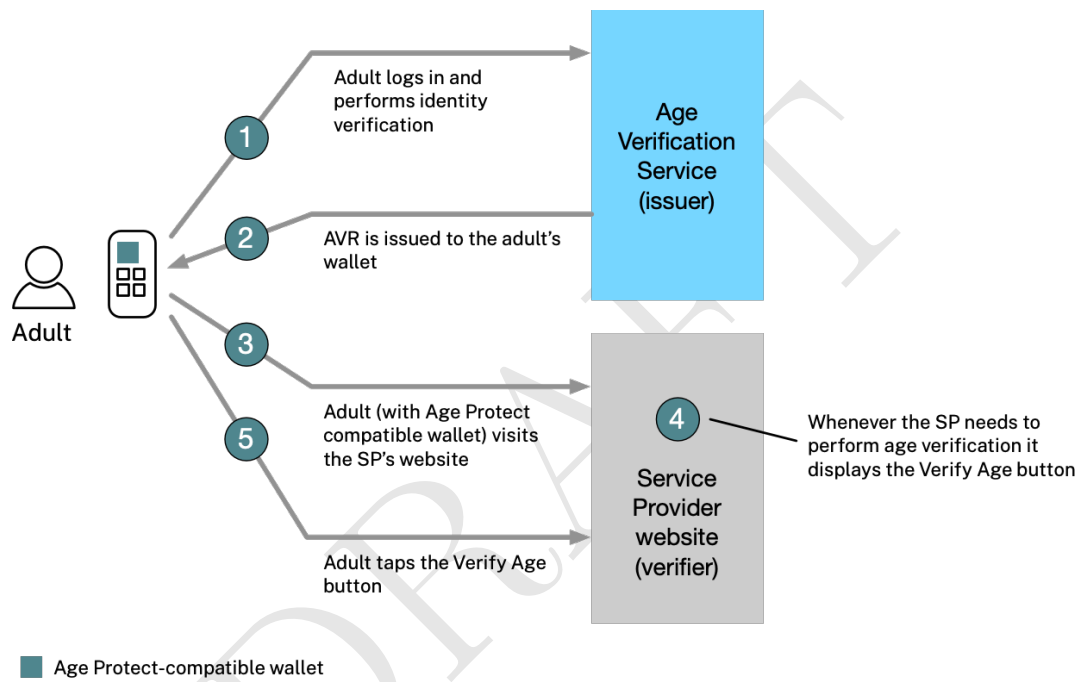 Adult logs in and
performs identity
verification
1
Age
Verification
Service
(issuer)
2
AVR is issued to the adult's
wallet
Adult
3
Adult (with Age Protect
compatible wallet) visits
the SP's website
4
Whenever the SP needs to
perform age verification it
displays the Verify Age button
5
Service
Provider
website
(verifier)
Adult taps the Verify Age
button
Age Protect-compatible wallet
DRAFT